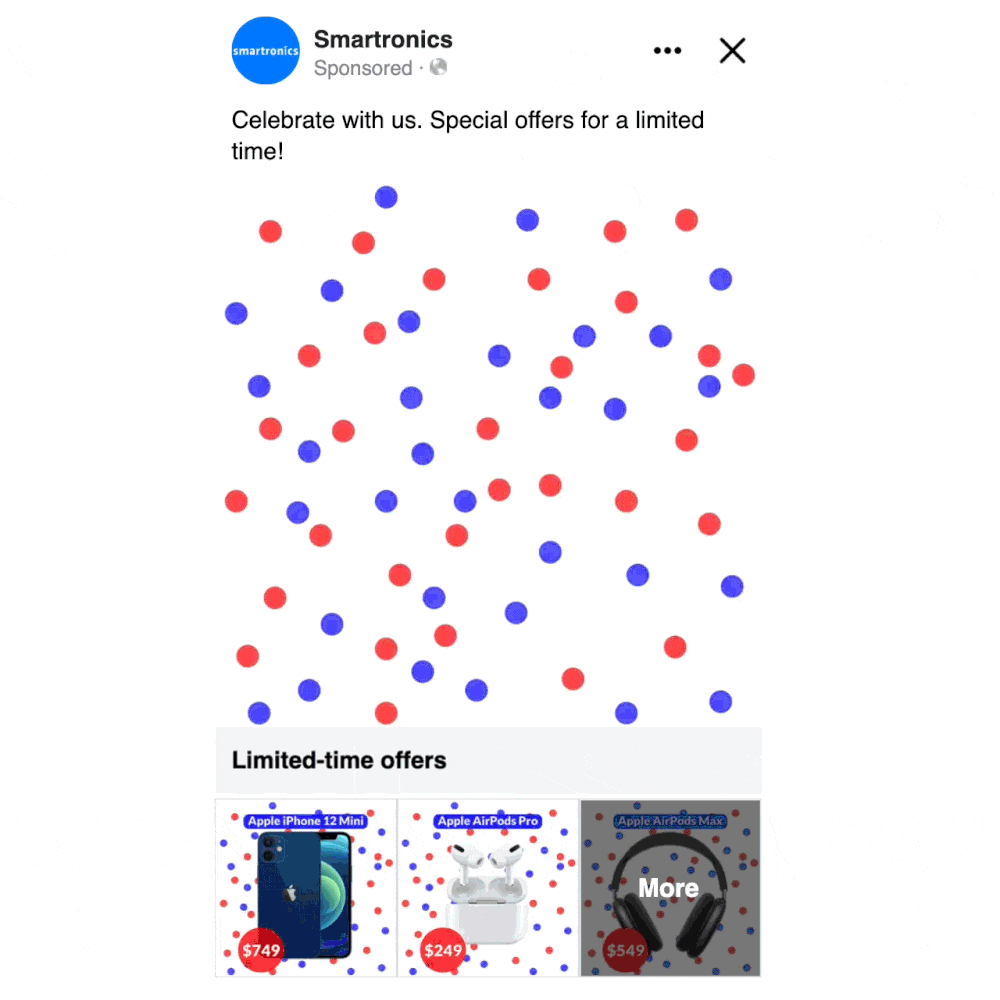 smartronics
Smartronics
Sponsored ·
Celebrate with us. Special offers for a limited
time!
Limited-time offers
Apple iPhone 12 Mini
Apple AirPods Pro
Apple AirPods Max
More
$749
$249
$549